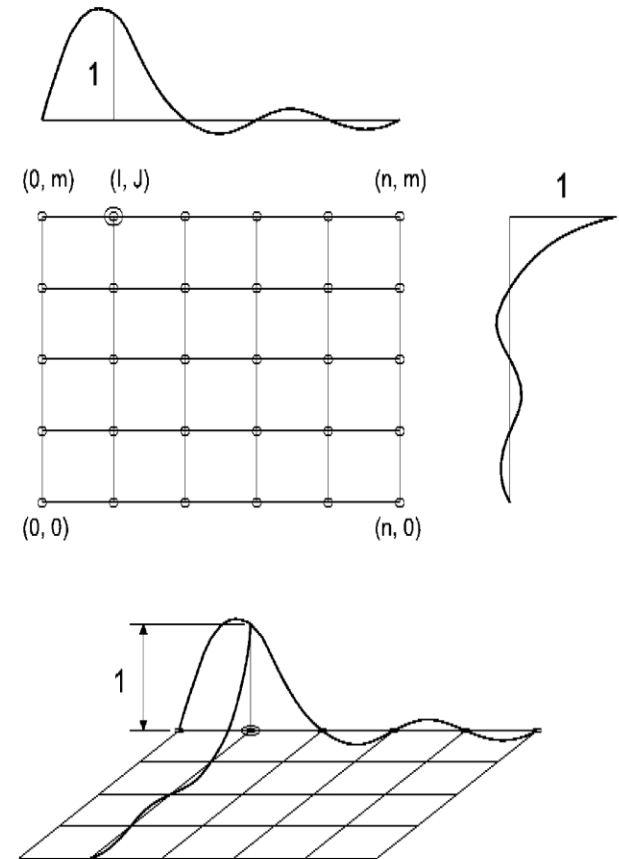 1
(0, m) (I, J) (n, m)
1
(0, 0) (n, 0)
1